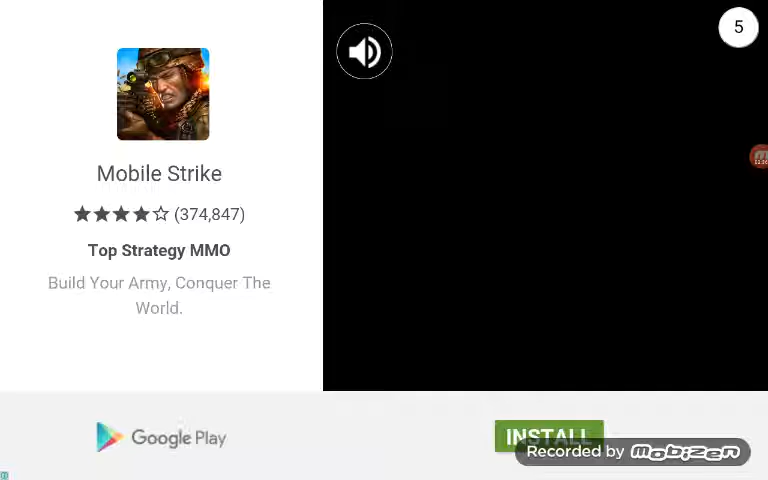 5
Mobile Strike
(374,847)
Top Strategy MMO
Build Your Army, Conquer The
World.
Google Play
INSTALL
Recorded by mobizen